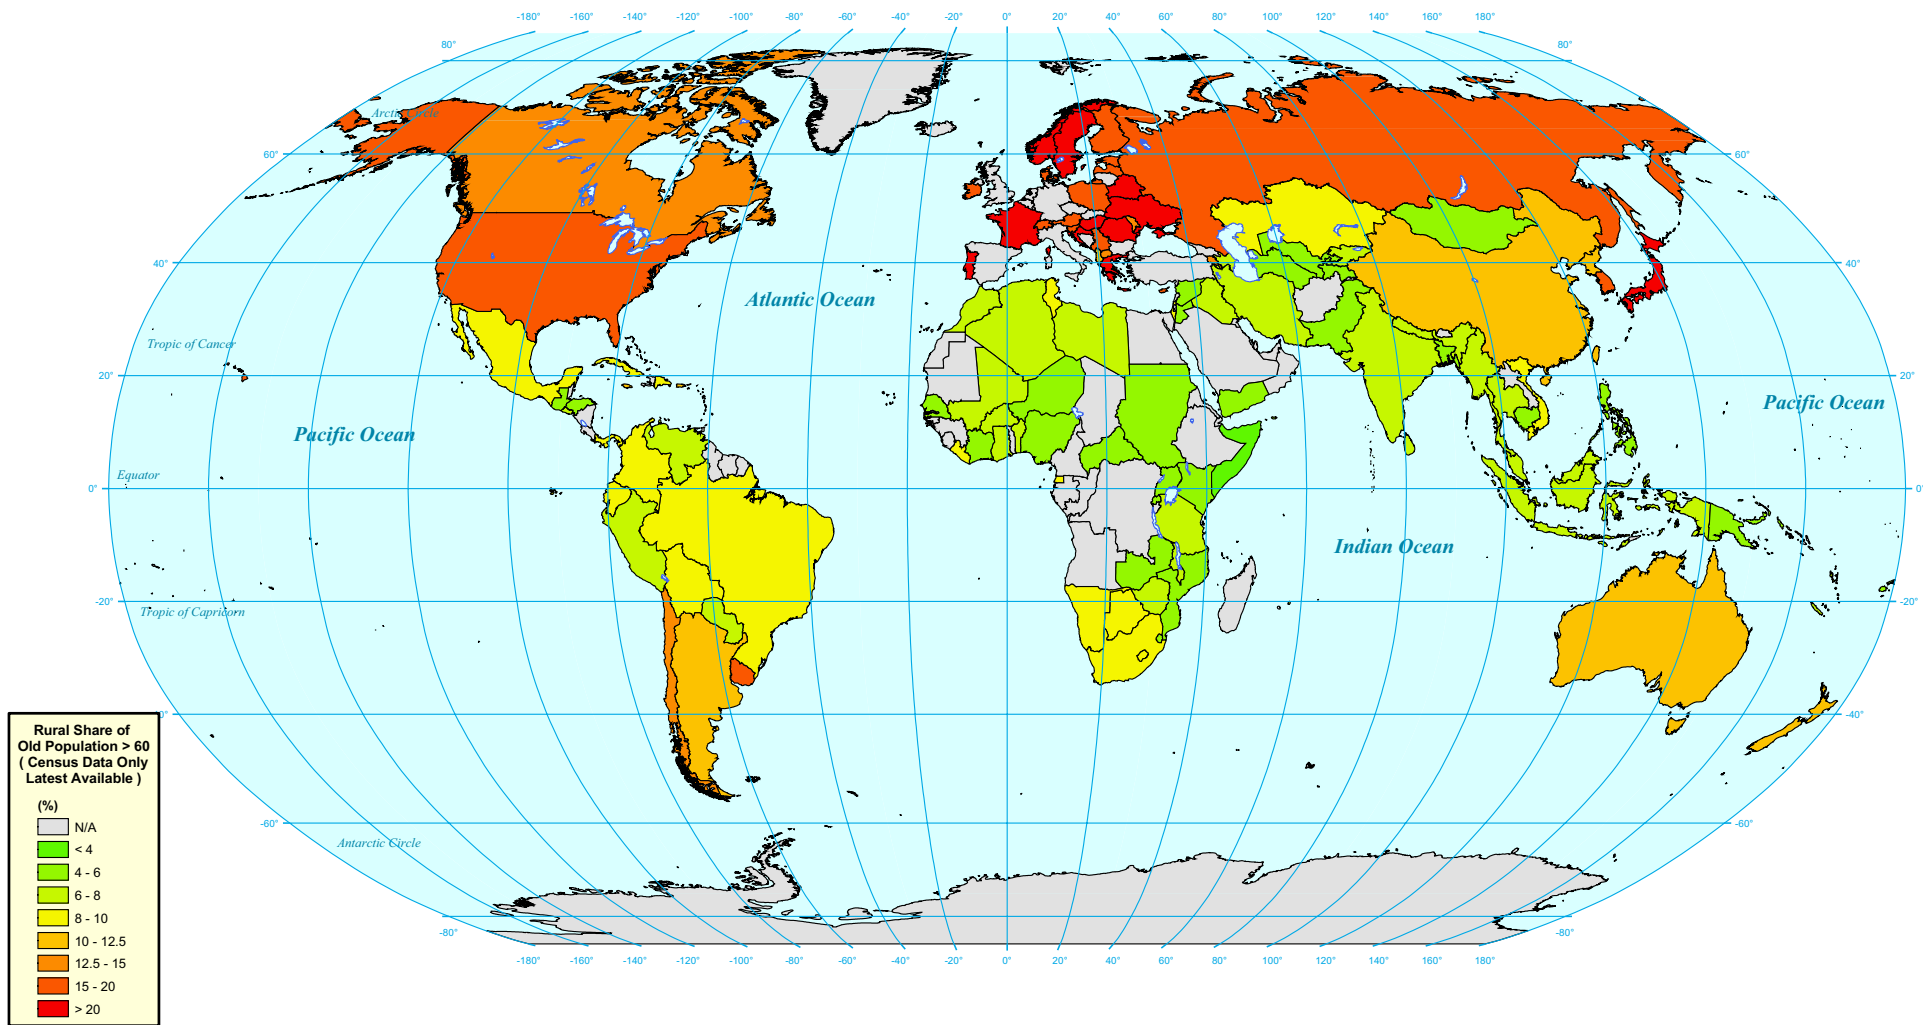 -180° -160° -140° -120° -100° -80° -60° -40° -20° 0° 20° 40° 60° 80° 100° 120° 140° 160° 180°
80° 80°
Arctic Circle
60° 60°
40° 40°
Atlantic Ocean
Tropic of Cancer
20° 20°
Pacific Ocean
Pacific Ocean
Equator
0° 0°
Indian Ocean
-20° -20°
Tropic of Capricorn
0° -40°
Rural Share of
Old Population > 60
( Census Data Only
Latest Available )
(%)
N/A
< 4
4 - 6
6 - 8
8 - 10
10 - 12.5
12.5 - 15
15 - 20
> 20
-60° -60°
Antarctic Circle
-80° -80°
-180° -160° -140° -120° -100° -80° -60° -40° -20° 0° 20° 40° 60° 80° 100° 120° 140° 160° 180°